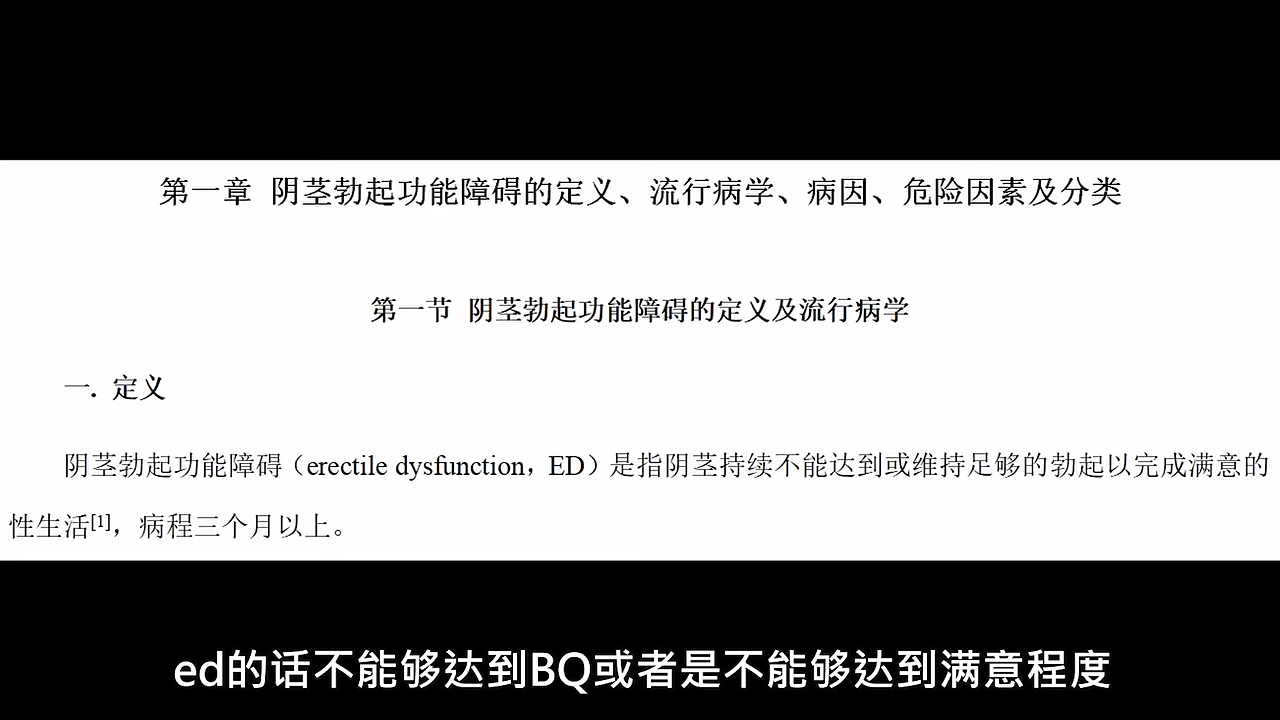 第一章 阴茎勃起功能障碍的定义、流行病学、病因、危险因素及分类
第一节 阴茎勃起功能障碍的定义及流行病学
一. 定义
阴茎勃起功能障碍（erectile dysfunction，ED）是指阴茎持续不能达到或维持足够的勃起以完成满意的
性生活[1]，病程三个月以上。
ed的话不能够达到BQ或者是不能够达到满意程度